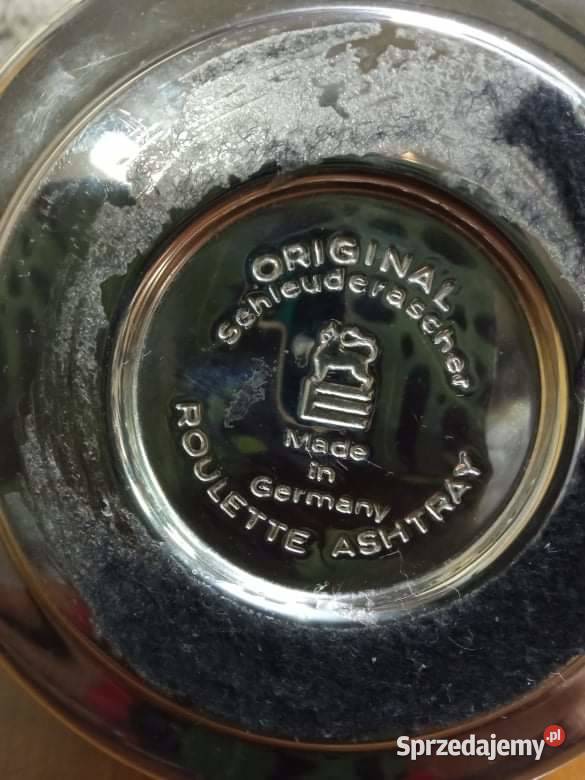 ORIGINAL
Schleuderascher
Made
in
Germany
ROULETTE ASHTRAY
Sprzedajemy.pl